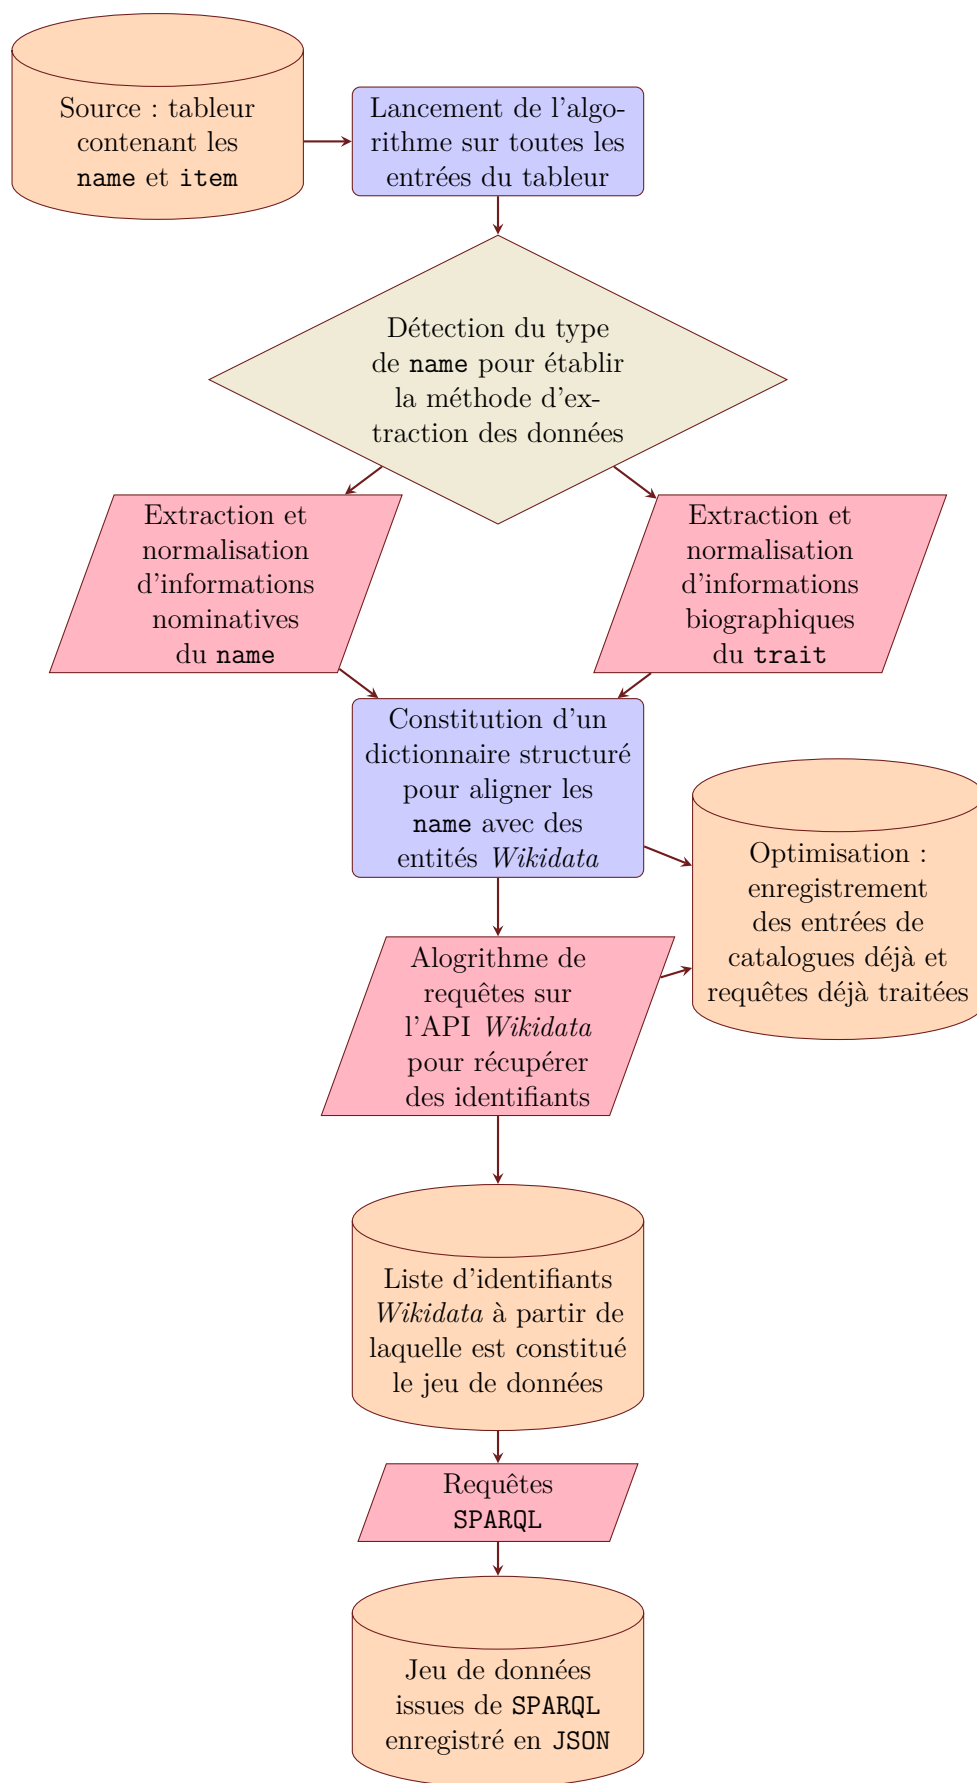 Source : tableur
contenant les
name et item
Lancement de l'algo-
rithme sur toutes les
entrées du tableur
Détection du type
de name pour établir
la méthode d'ex-
traction des données
Extraction et
normalisation
d'informations
nominatives
du name
Extraction et
normalisation
d'informations
biographiques
du trait
Constitution d'un
dictionnaire structuré
pour aligner les
name avec des
entités Wikidata
Optimisation :
enregistrement
des entrées de
catalogues déjà et
requêtes déjà traitées
Alogrithme de
requêtes sur
l'API Wikidata
pour récupérer
des identifiants
Liste d'identifiants
Wikidata à partir de
laquelle est constitué
le jeu de données
Requêtes
SPARQL
Jeu de données
issues de SPARQL
enregistré en JSON